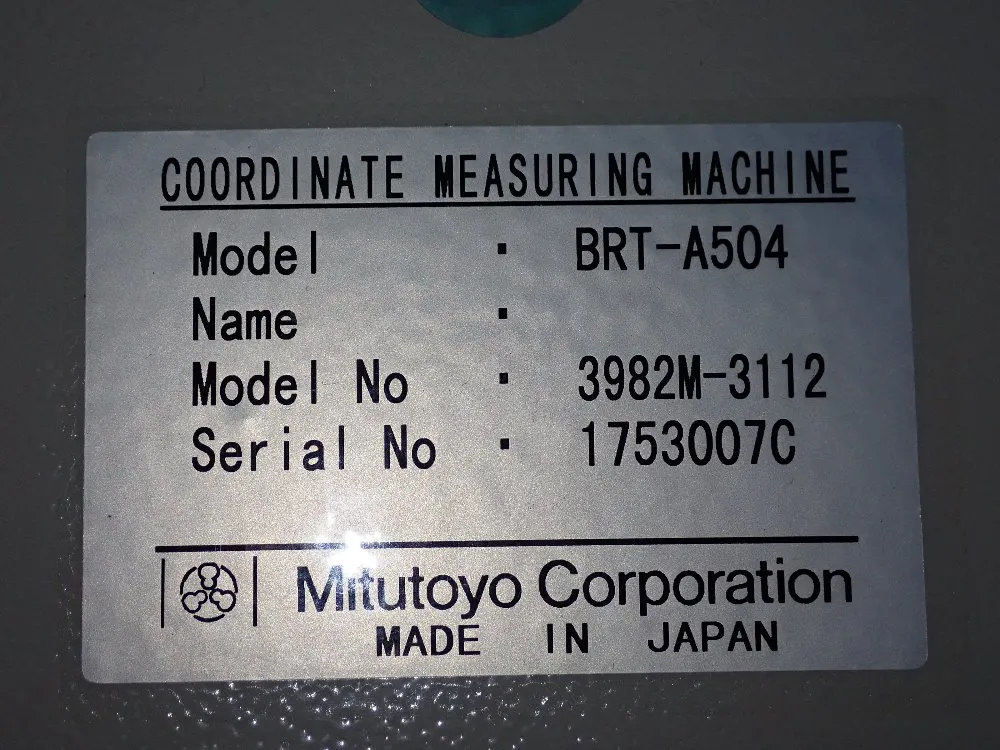 COORDINATE MEASURING MACHINE
Model · BRT-A504
Name ·
Model No · 3982M-3112
Serial No · 1753007C
Mitutoyo Corporation
MADE IN JAPAN